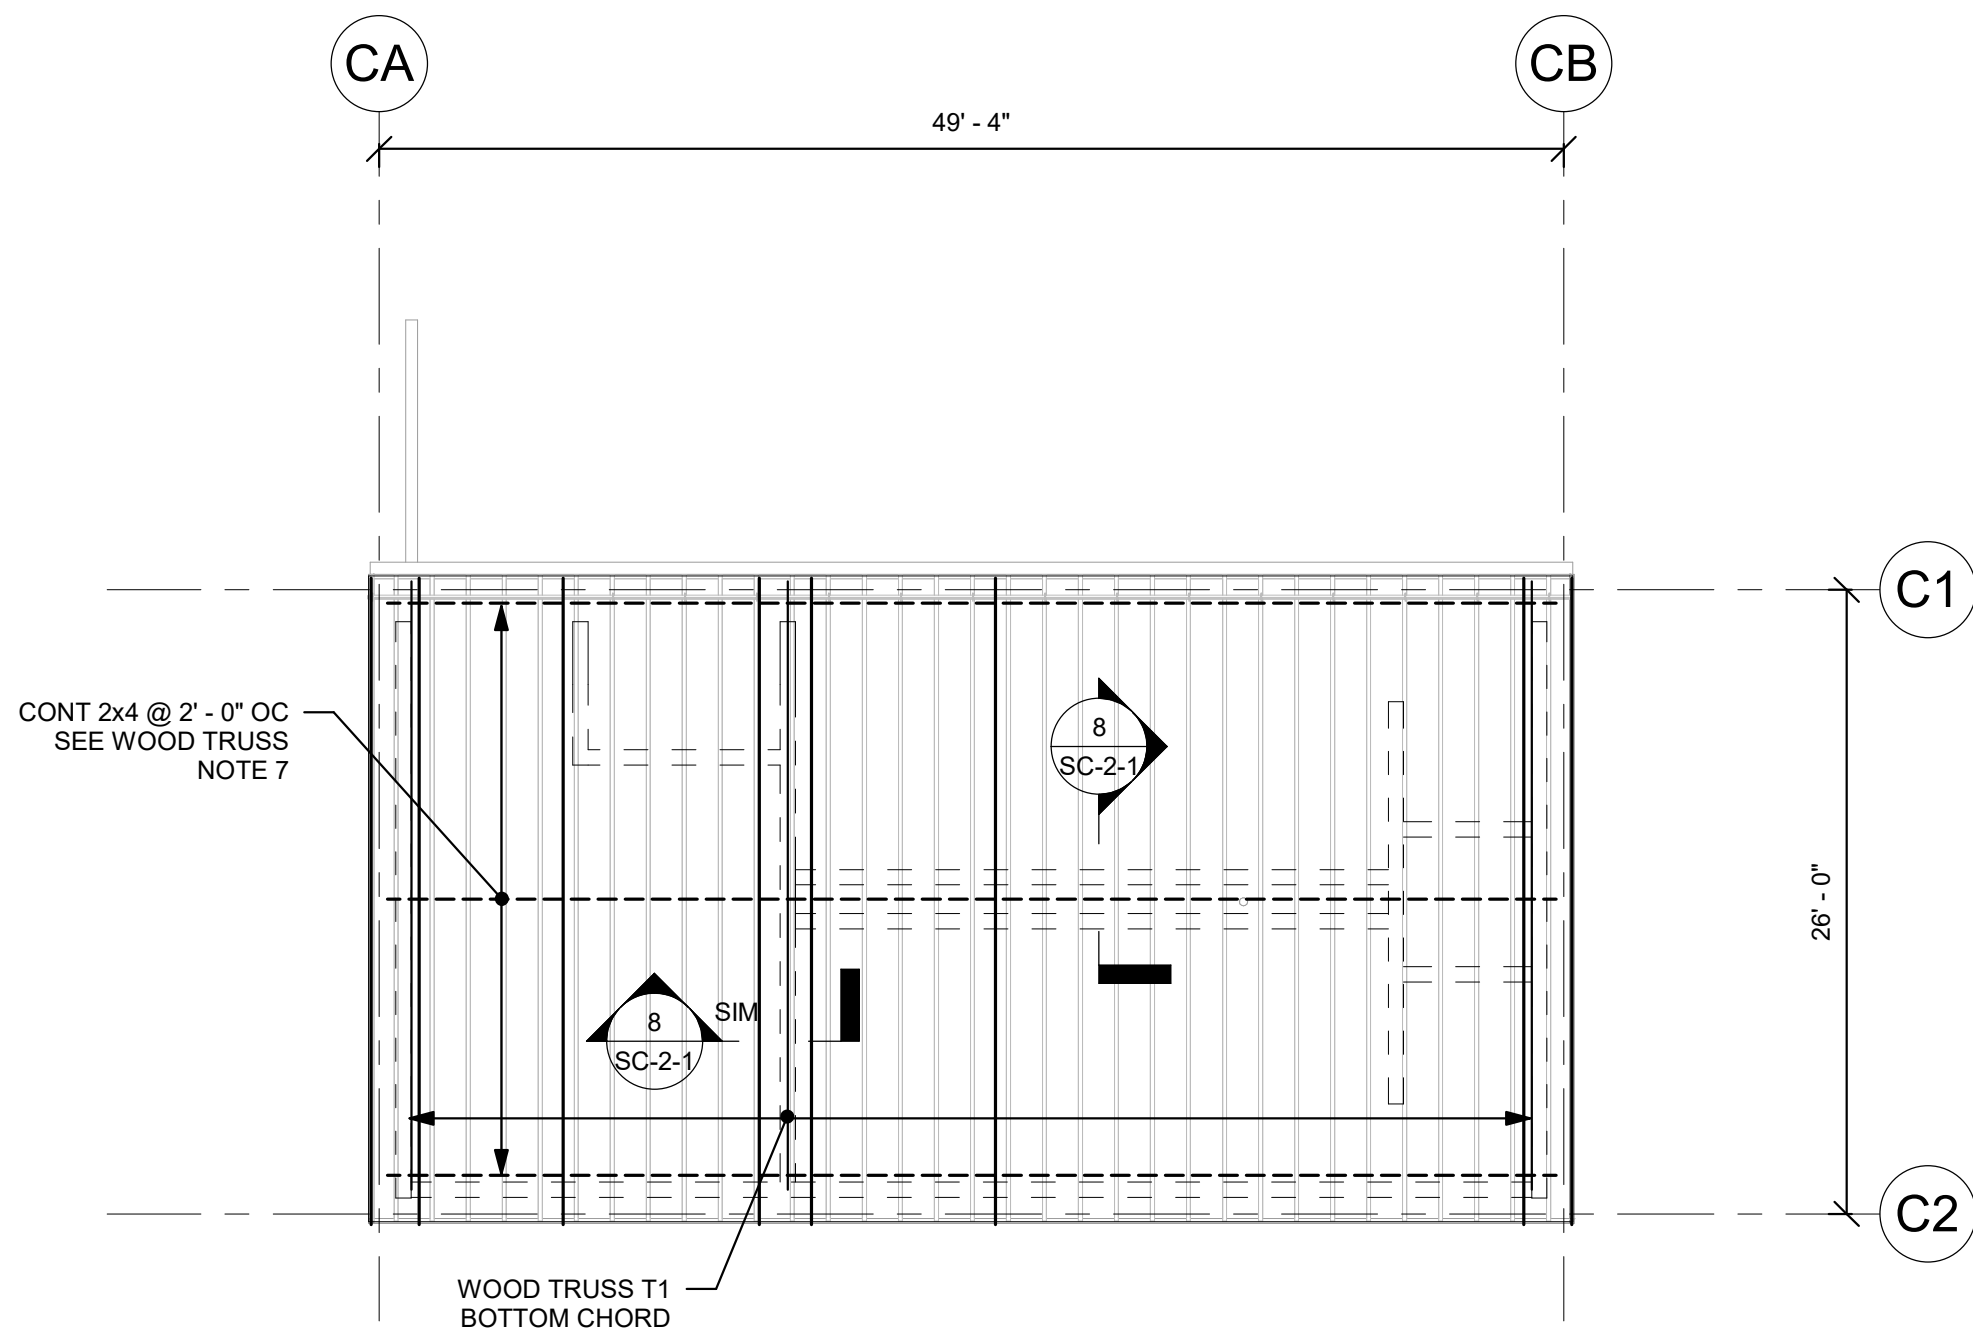 CA
CB
49' - 4"
C1
CONT 2x4 @ 2' - 0" OC
SEE WOOD TRUSS
NOTE 7
8
SC-2-1
26' - 0"
SIM
8
SC-2-1
C2
WOOD TRUSS T1
BOTTOM CHORD